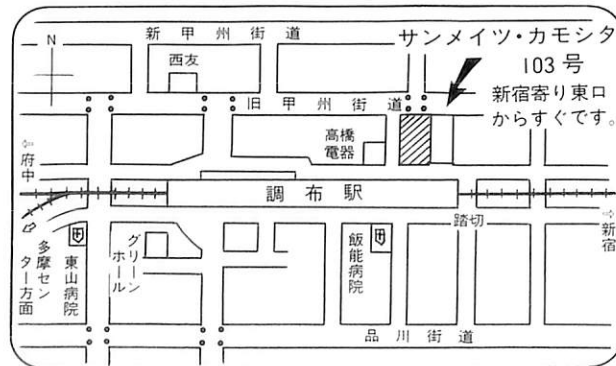 新甲州街道
サンメイツ・カモシタ
103号
新宿寄り東口
からすぐです。
N
西友
旧甲州街道
高橋
電器
⇦府中
調布駅
踏切
⇨新宿
多摩セン
ター方面
東山病院
グリーン
ホール
飯能病院
品川街道